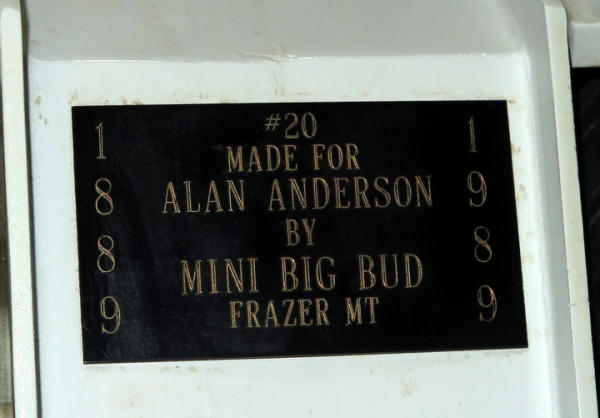 #20
MADE FOR
ALAN ANDERSON
BY
MINI BIG BUD
FRAZER MT
1889
1989